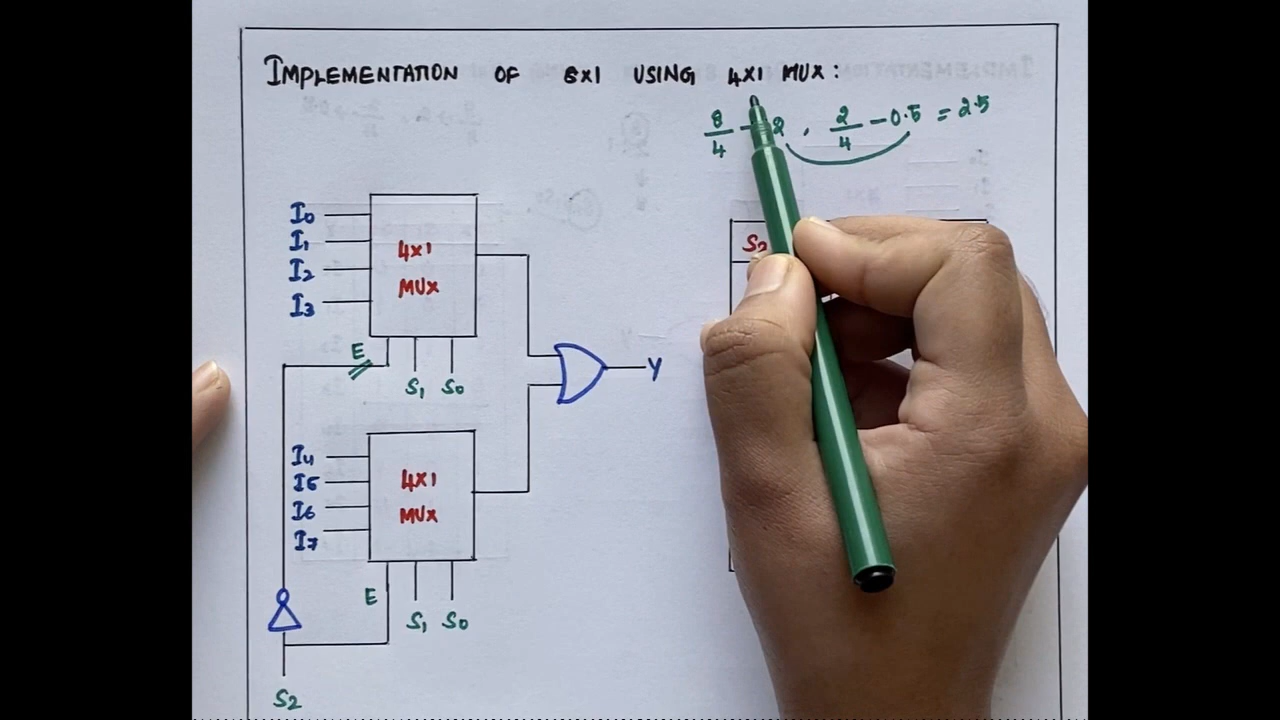 IMPLEMENTATION OF 8X1 USING 4X1 MUX:
8/4 - 2, 2/4 - 0.5 = 2.5
I0
I1
I2
I3
4X1
MUX
E
S1 S0
Y
S2
I4
I5
I6
I7
4X1
MUX
E
S1 S0
S2